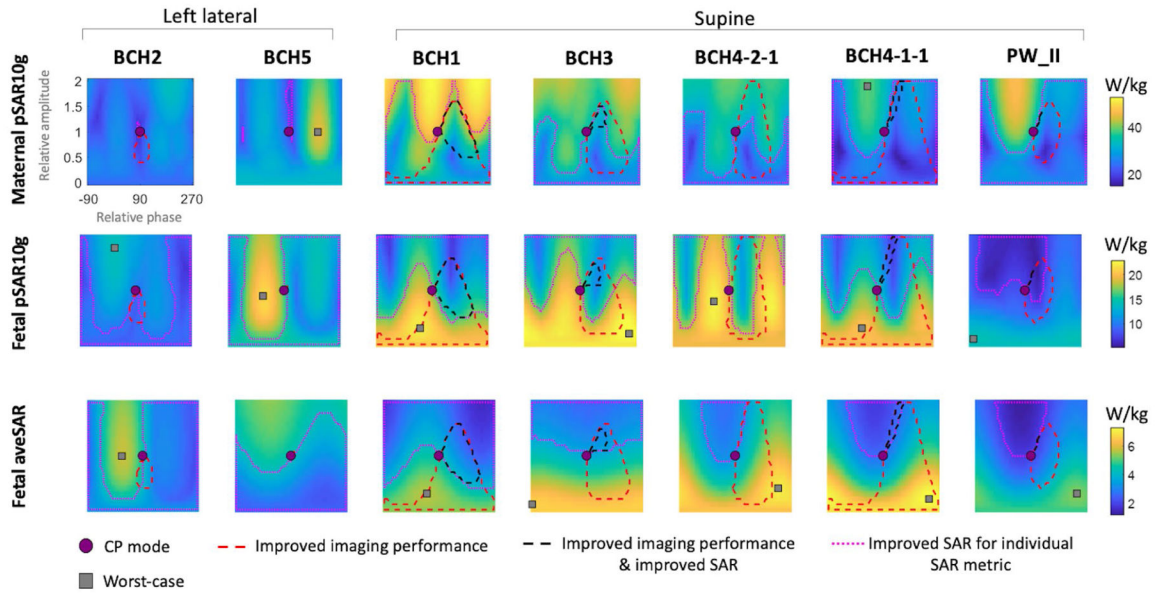 Left lateral
Supine
BCH2 BCH5 BCH1 BCH3 BCH4-2-1 BCH4-1-1 PW_II
Maternal pSAR10g
Relative amplitude
2
1.5
1
0.5
0
-90 90 270
Relative phase
W/kg
40
20
Fetal pSAR10g
W/kg
20
15
10
Fetal aveSAR
W/kg
6
4
2
CP mode
Improved imaging performance
Improved imaging performance
& improved SAR
Improved SAR for individual
SAR metric
Worst-case